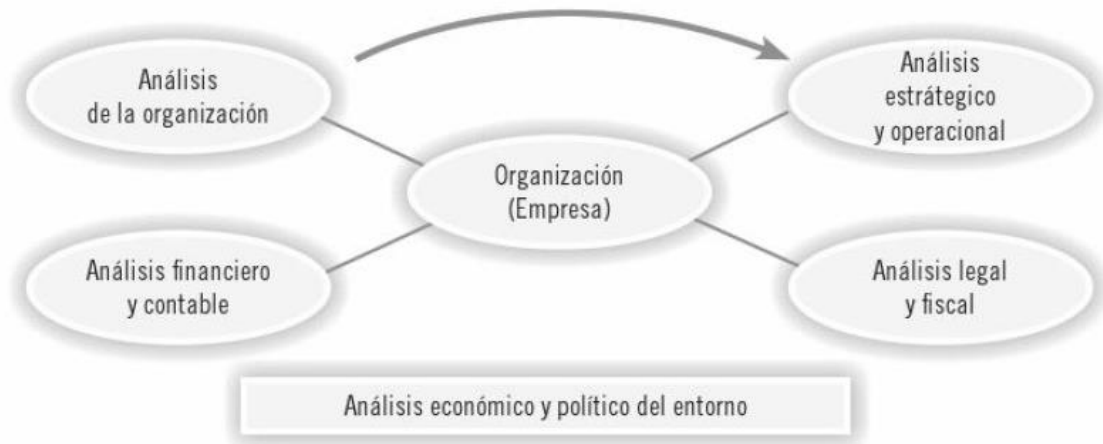 Análisis
de la organización
Análisis
estrátegico
y operacional
Organización
(Empresa)
Análisis financiero
y contable
Análisis legal
y fiscal
Análisis económico y político del entorno